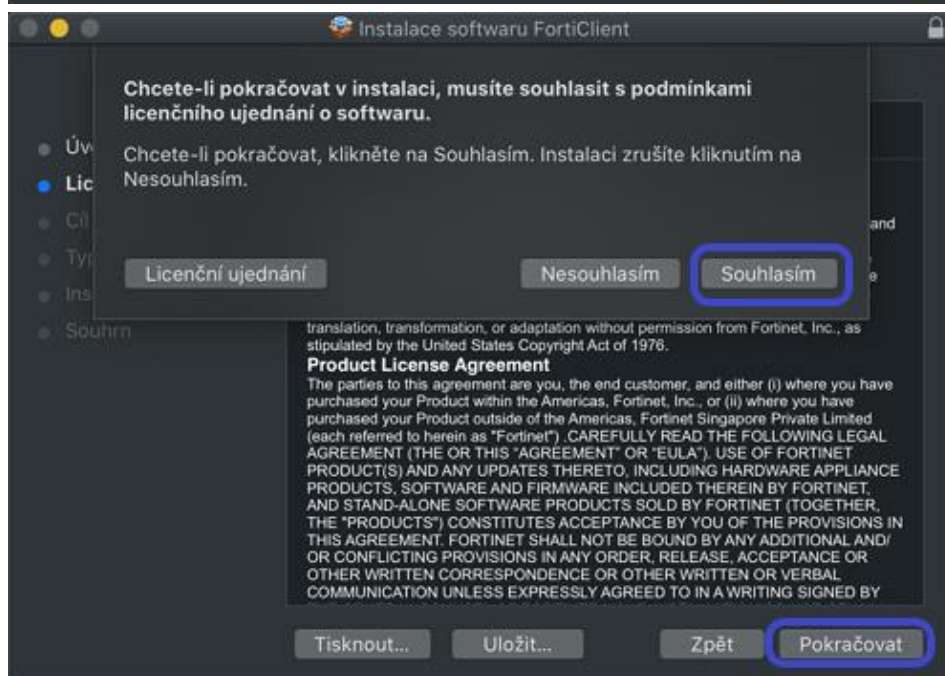 Instalace softwaru FortiClient
Chcete-li pokračovat v instalaci, musíte souhlasit s podmínkami
licenčního ujednání o softwaru.
Chcete-li pokračovat, klikněte na Souhlasím. Instalaci zrušíte kliknutím na
Nesouhlasím.
Úv
Lic
Cíl
Typ
Ins
Souhrn
and
Licenční ujednání
Nesouhlasím
Souhlasím
translation, transformation, or adaptation without permission from Fortinet, Inc., as
stipulated by the United States Copyright Act of 1976.
Product License Agreement
The parties to this agreement are you, the end customer, and either (i) where you have
purchased your Product within the Americas, Fortinet, Inc., or (ii) where you have
purchased your Product outside of the Americas, Fortinet Singapore Private Limited
(each referred to herein as "Fortinet") .CAREFULLY READ THE FOLLOWING LEGAL
AGREEMENT (THE OR THIS "AGREEMENT" OR "EULA"). USE OF FORTINET
PRODUCT(S) AND ANY UPDATES THERETO, INCLUDING HARDWARE APPLIANCE
PRODUCTS, SOFTWARE AND FIRMWARE INCLUDED THEREIN BY FORTINET,
AND STAND-ALONE SOFTWARE PRODUCTS SOLD BY FORTINET (TOGETHER,
THE "PRODUCTS") CONSTITUTES ACCEPTANCE BY YOU OF THE PROVISIONS IN
THIS AGREEMENT. FORTINET SHALL NOT BE BOUND BY ANY ADDITIONAL AND/
OR CONFLICTING PROVISIONS IN ANY ORDER, RELEASE, ACCEPTANCE OR
OTHER WRITTEN CORRESPONDENCE OR OTHER WRITTEN OR VERBAL
COMMUNICATION UNLESS EXPRESSLY AGREED TO IN A WRITING SIGNED BY
Tisknout...
Uložit...
Zpět
Pokračovat